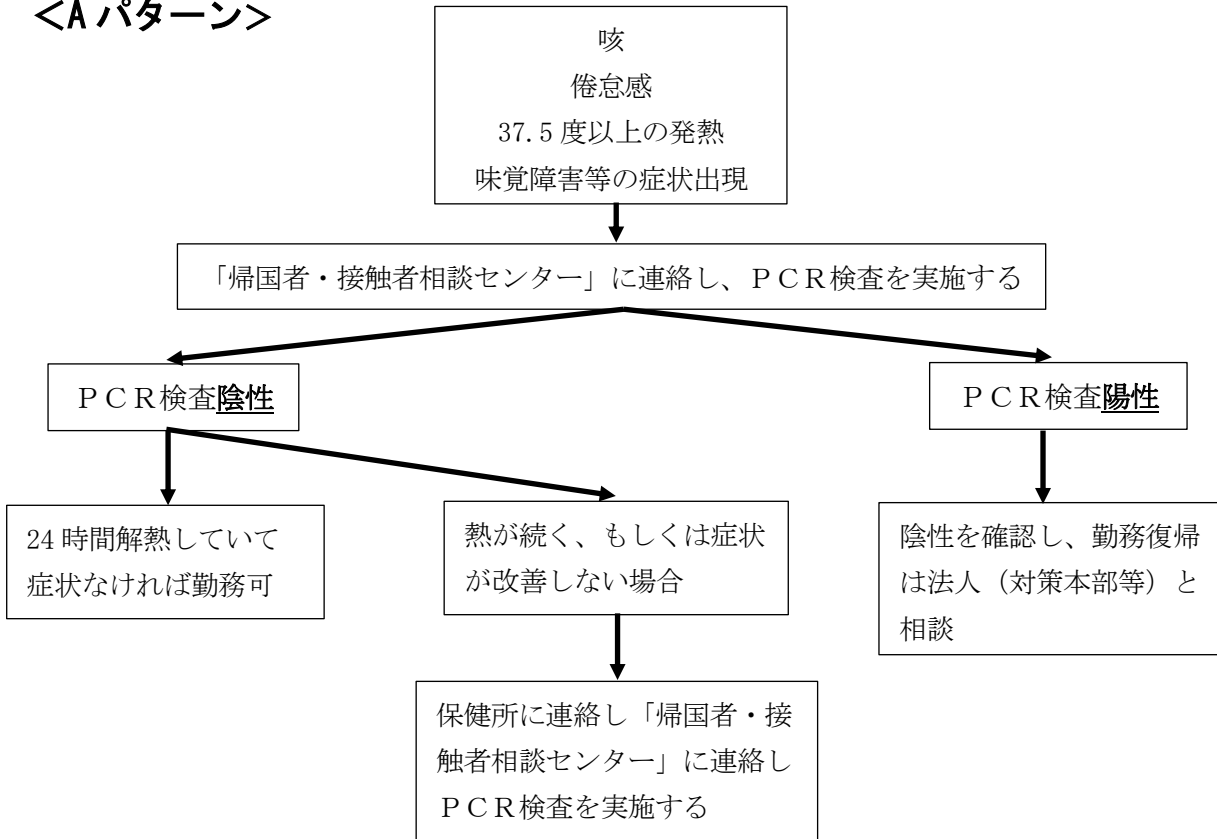 ＜A パターン＞
咳
倦怠感
37.5 度以上の発熱
味覚障害等の症状出現
「帰国者・接触者相談センター」に連絡し、ＰＣＲ検査を実施する
ＰＣＲ検査陰性
ＰＣＲ検査陽性
24 時間解熱していて
症状なければ勤務可
熱が続く、もしくは症状
が改善しない場合
陰性を確認し、勤務復帰
は法人（対策本部等）と
相談
保健所に連絡し「帰国者・接
触者相談センター」に連絡し
ＰＣＲ検査を実施する